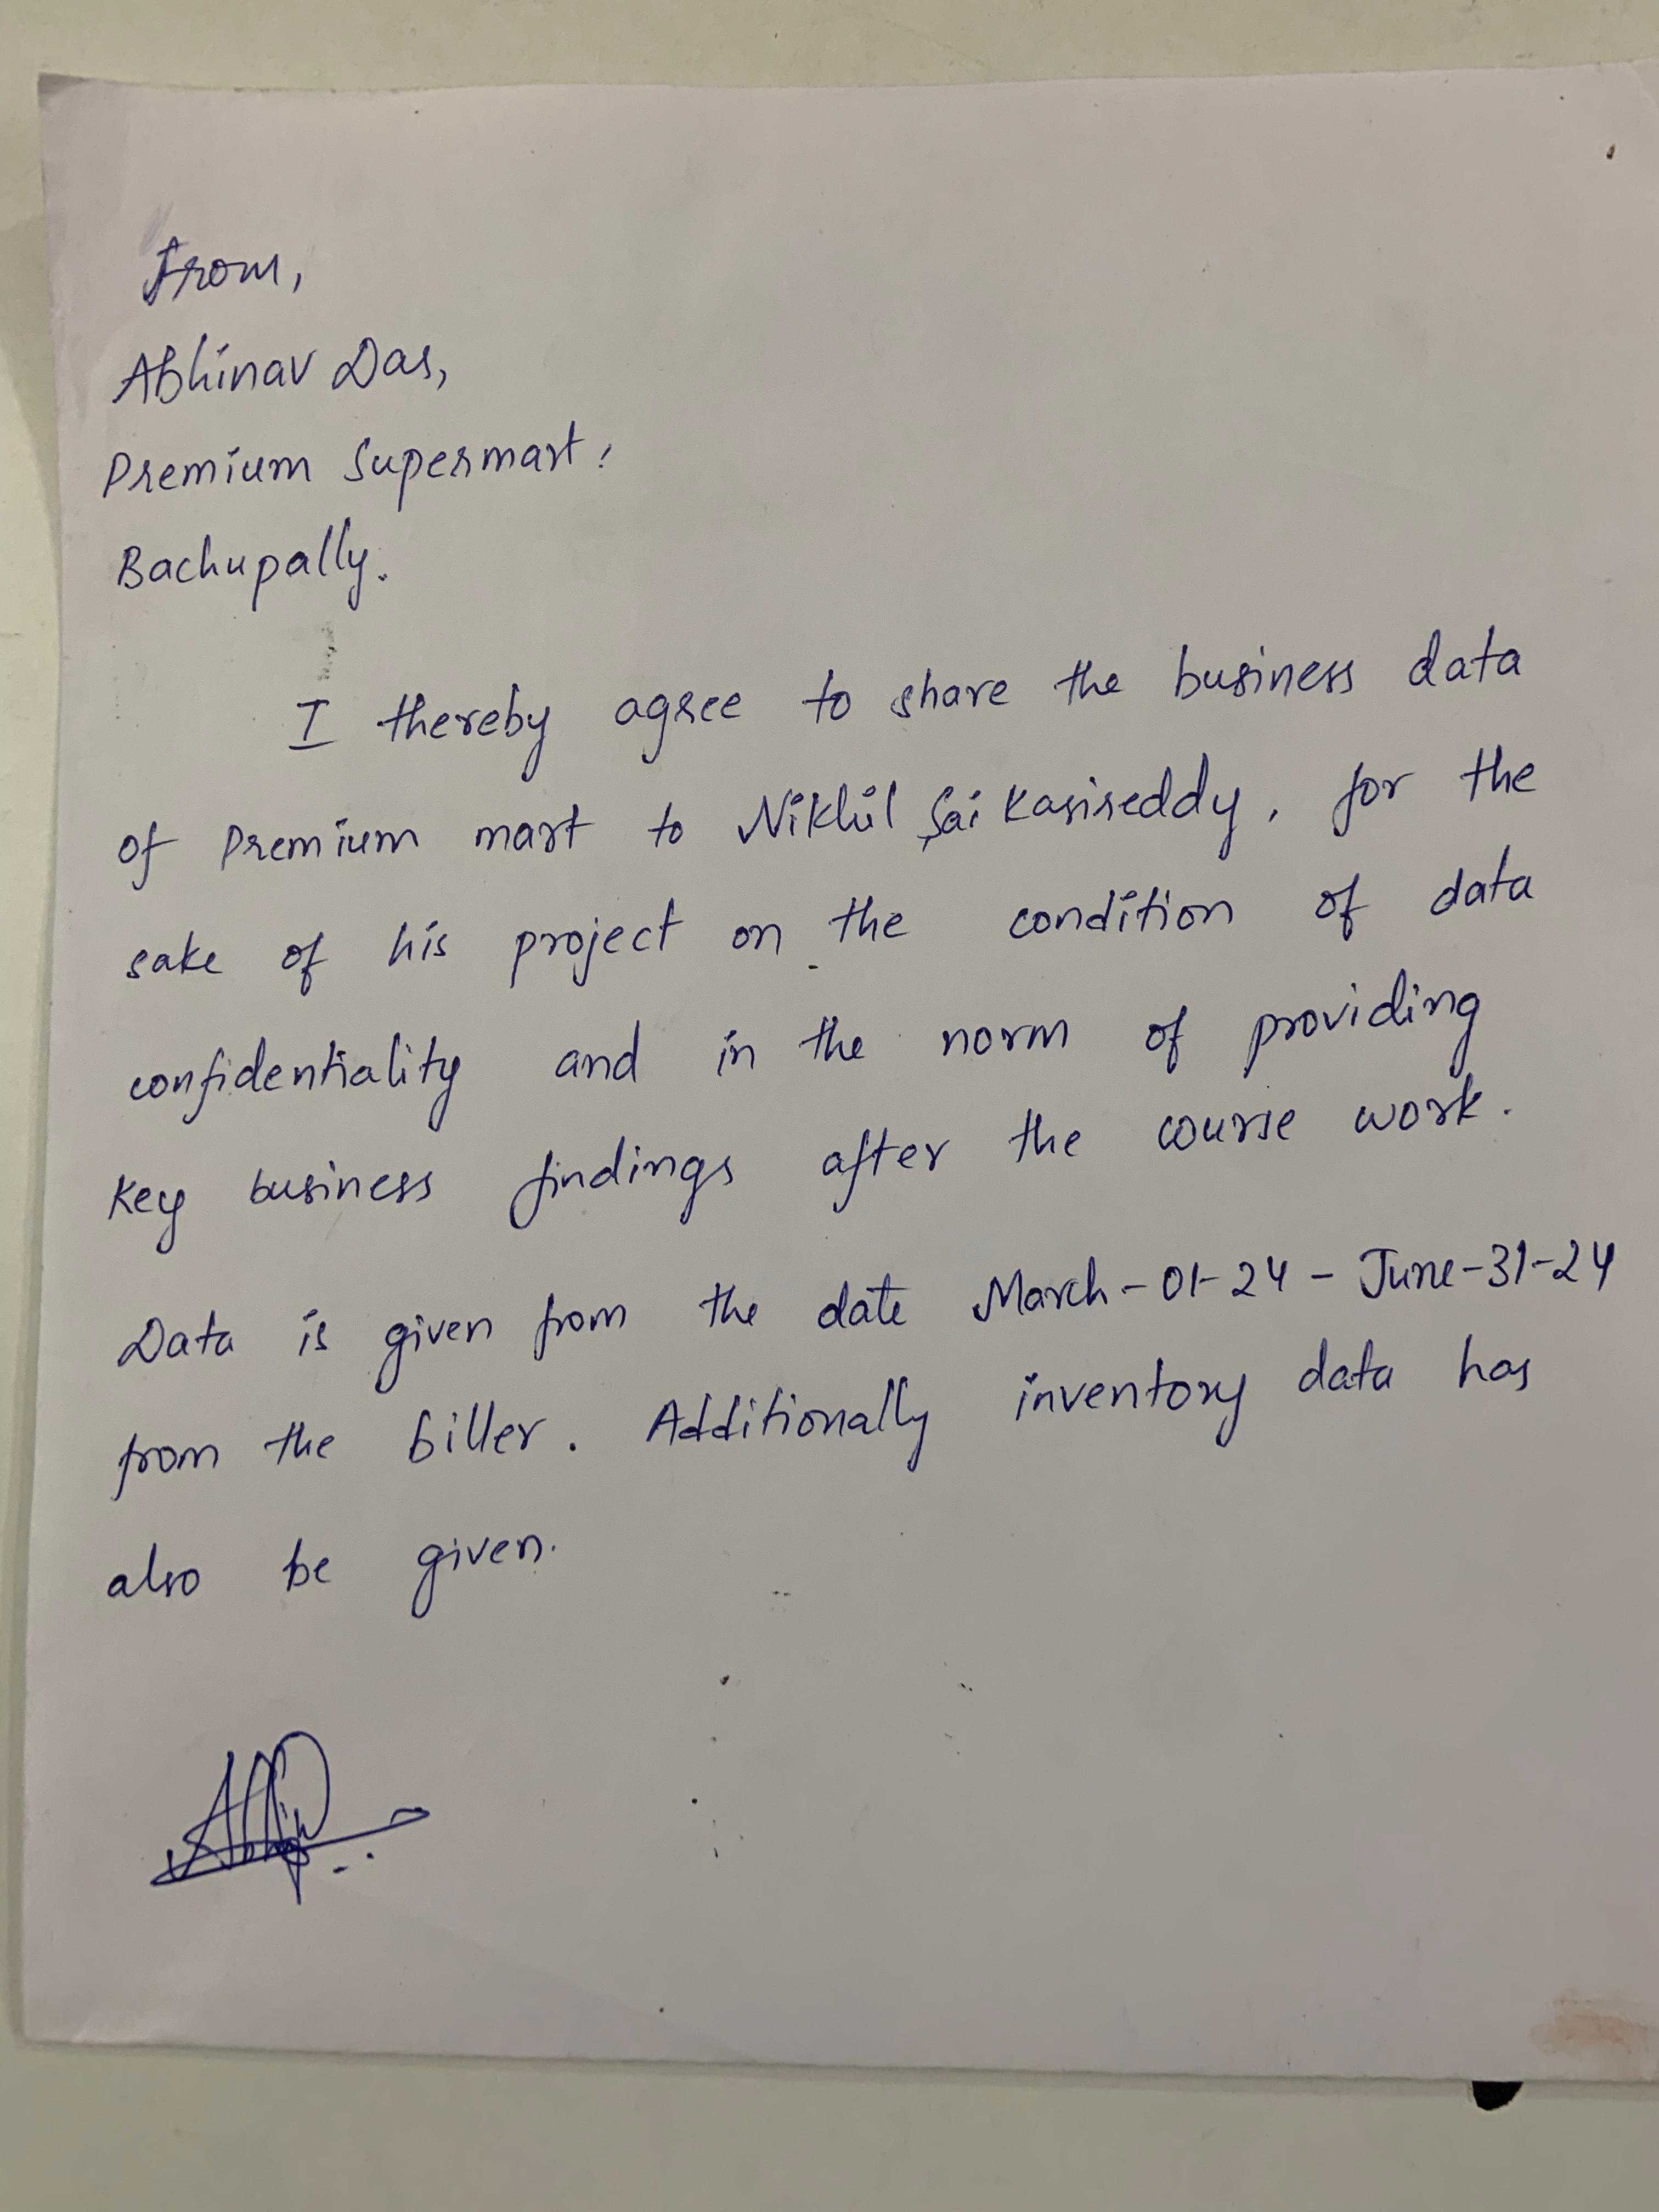 From,
Abhinav Das,
Premium Supermart,
Bachupally.
I thereby agree to share the business data
of Premium mart to Nikhil Sai Kasireddy, for the
sake of his project on the condition of data
confidentiality and in the norm of providing
key business findings after the course work.
Data is given from the date March-01-24 - June-31-24
from the biller. Additionally inventory data has
also be given.